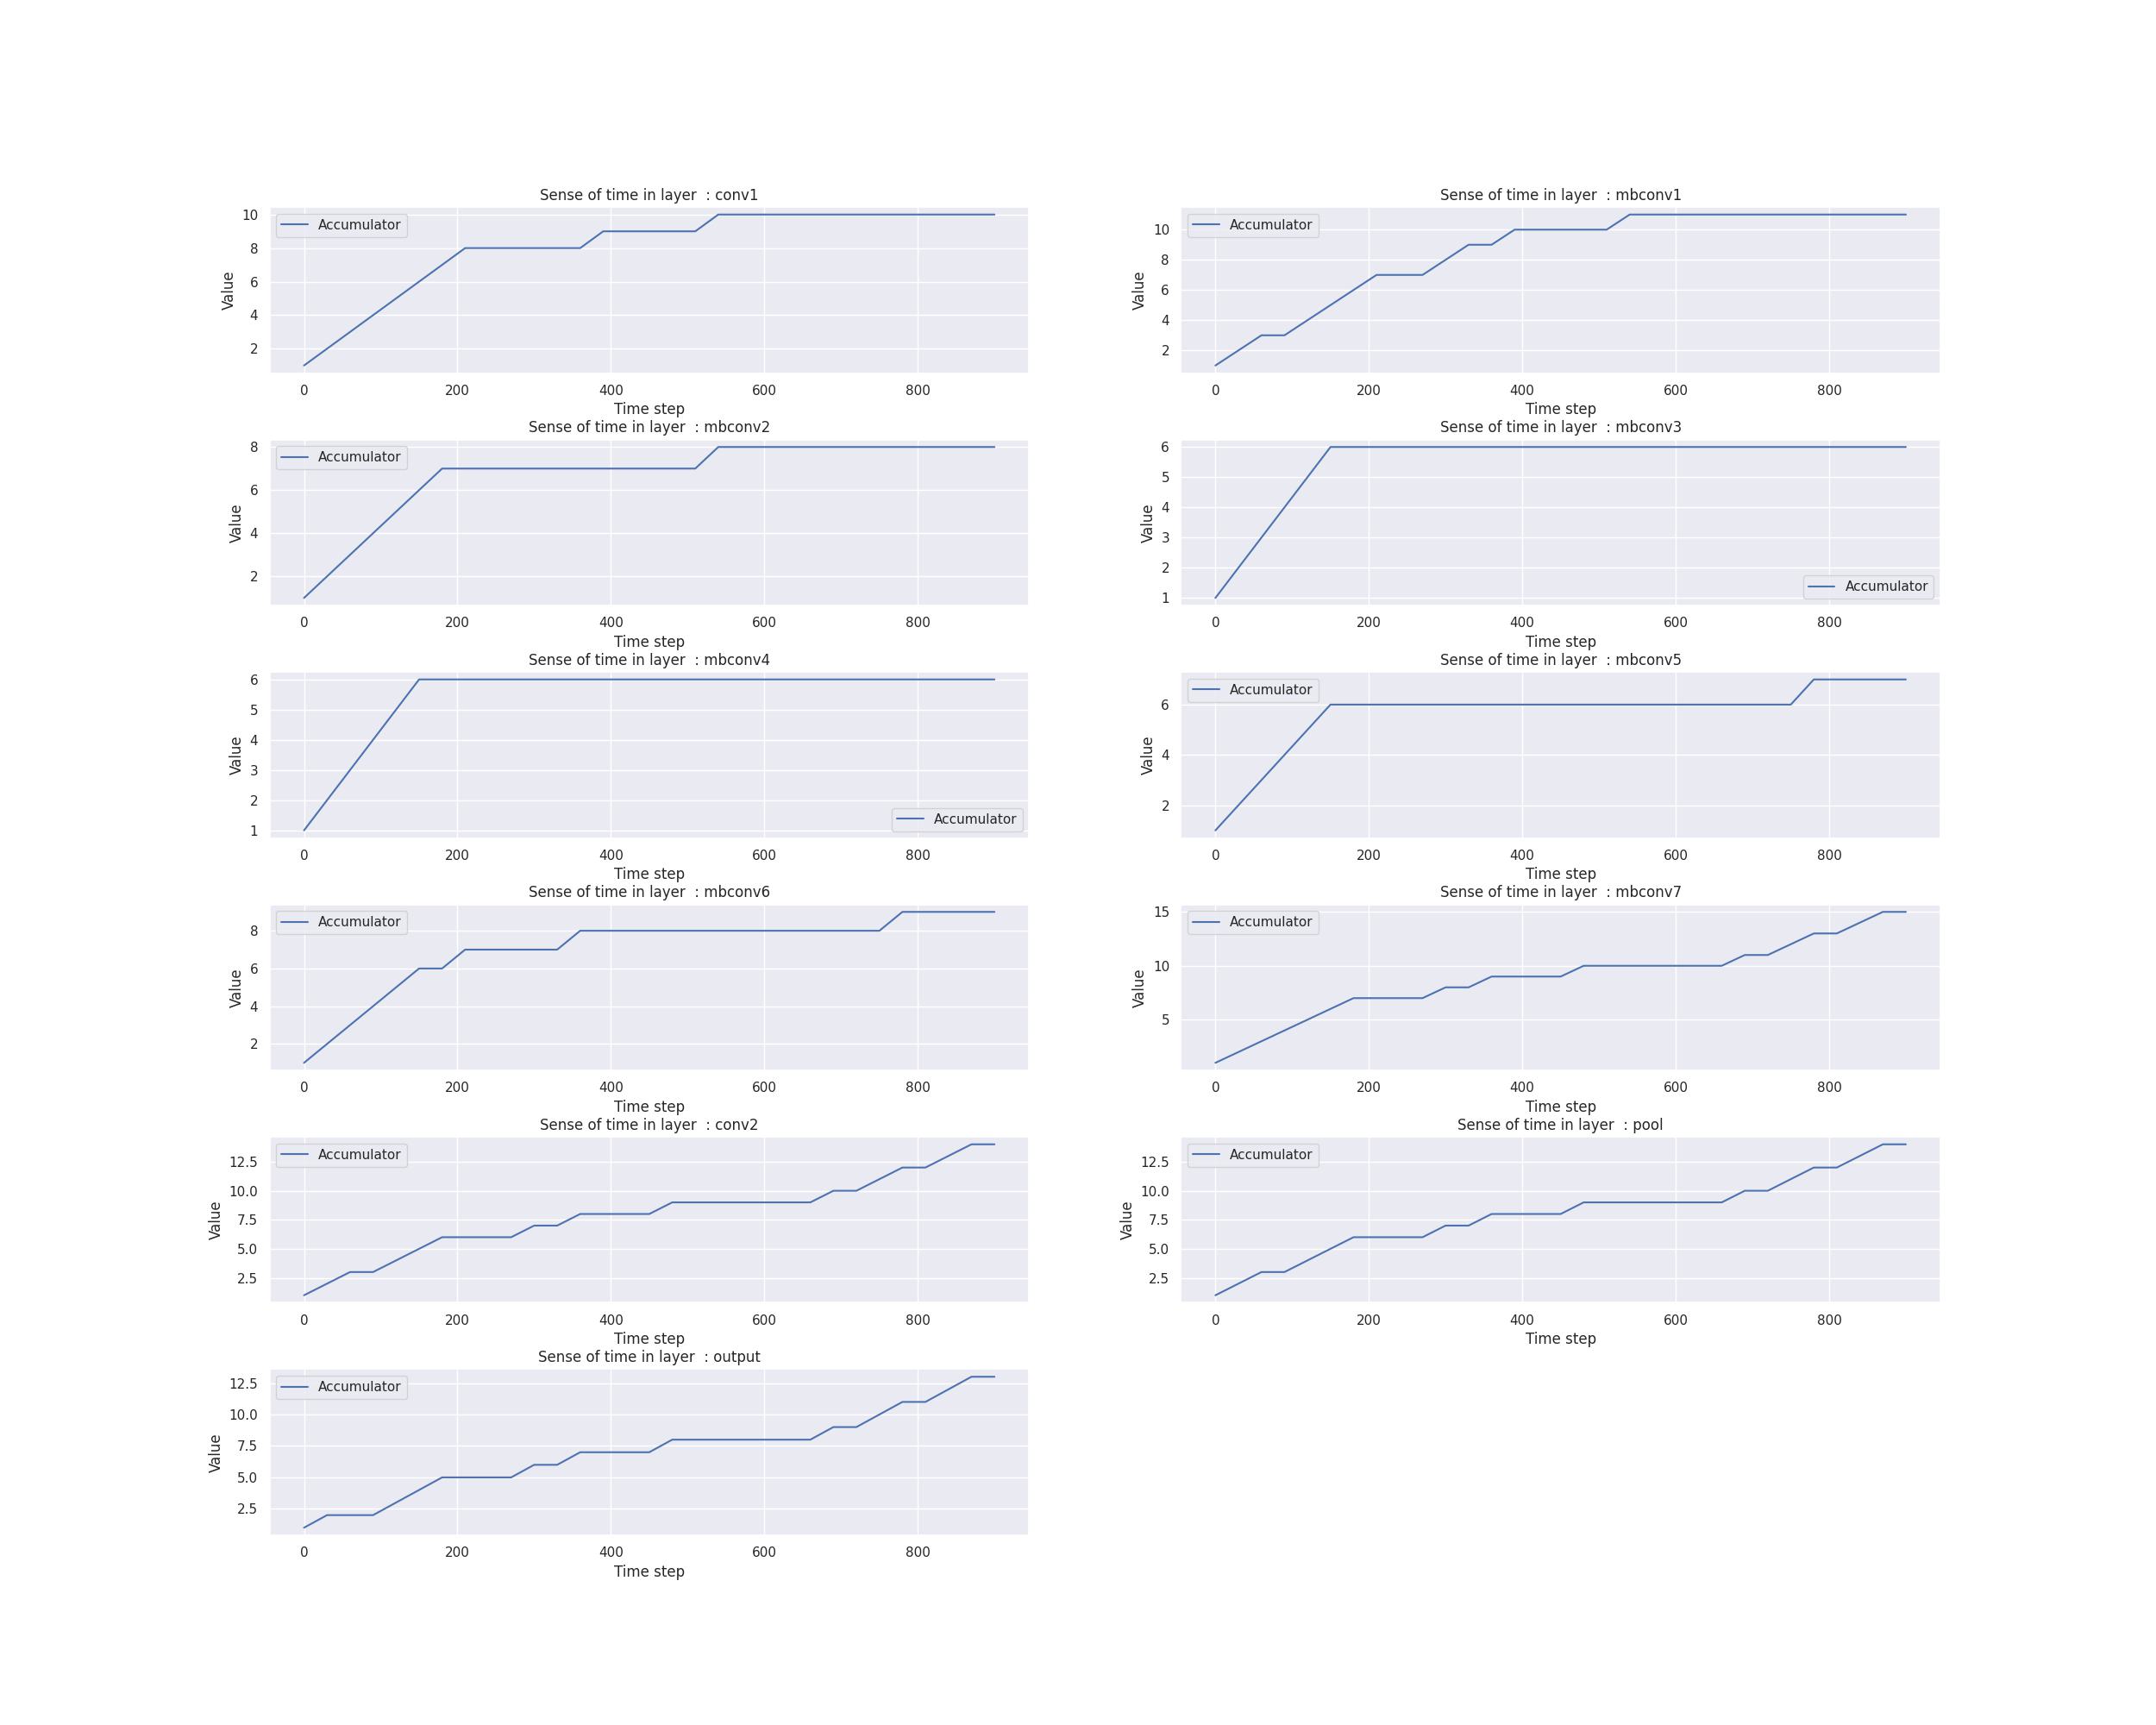 Sense of time in layer  : conv1
Accumulator
Value
10
8
6
4
2
0 200 400 600 800
Time step
Sense of time in layer  : mbconv1
Accumulator
Value
10
8
6
4
2
0 200 400 600 800
Time step
Sense of time in layer  : mbconv2
Accumulator
Value
8
6
4
2
0 200 400 600 800
Time step
Sense of time in layer  : mbconv3
Accumulator
Value
6
5
4
3
2
1
0 200 400 600 800
Time step
Sense of time in layer  : mbconv4
Accumulator
Value
6
5
4
3
2
1
0 200 400 600 800
Time step
Sense of time in layer  : mbconv5
Accumulator
Value
6
4
2
0 200 400 600 800
Time step
Sense of time in layer  : mbconv6
Accumulator
Value
8
6
4
2
0 200 400 600 800
Time step
Sense of time in layer  : mbconv7
Accumulator
Value
15
10
5
0 200 400 600 800
Time step
Sense of time in layer  : conv2
Accumulator
Value
12.5
10.0
7.5
5.0
2.5
0 200 400 600 800
Time step
Sense of time in layer  : pool
Accumulator
Value
12.5
10.0
7.5
5.0
2.5
0 200 400 600 800
Time step
Sense of time in layer  : output
Accumulator
Value
12.5
10.0
7.5
5.0
2.5
0 200 400 600 800
Time step